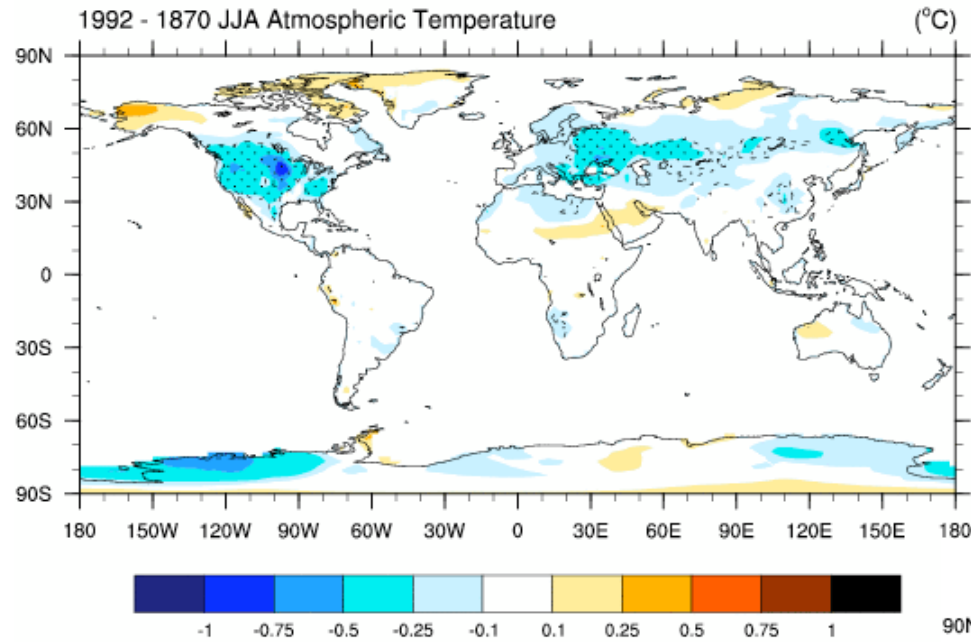 1992 - 1870 JJA Atmospheric Temperature (°C)
90N
60N
30N
0
30S
60S
90S
180 150W 120W 90W 60W 30W 0 30E 60E 90E 120E 150E 180
-1 -0.75 -0.5 -0.25 -0.1 0.1 0.25 0.5 0.75 1 90N